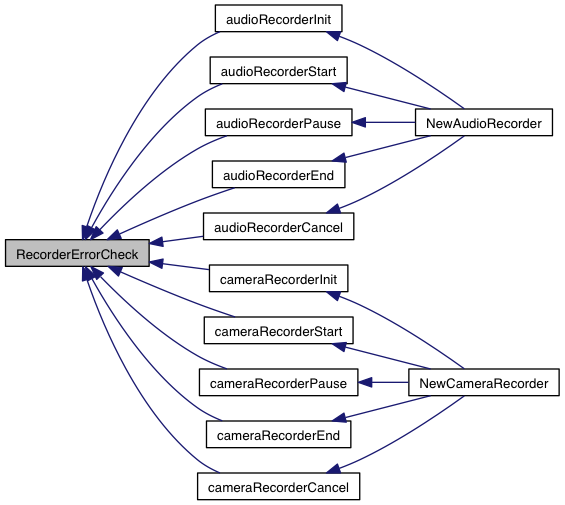 audioRecorderInit
audioRecorderStart
audioRecorderPause
NewAudioRecorder
audioRecorderEnd
audioRecorderCancel
RecorderErrorCheck
cameraRecorderInit
cameraRecorderStart
cameraRecorderPause
NewCameraRecorder
cameraRecorderEnd
cameraRecorderCancel